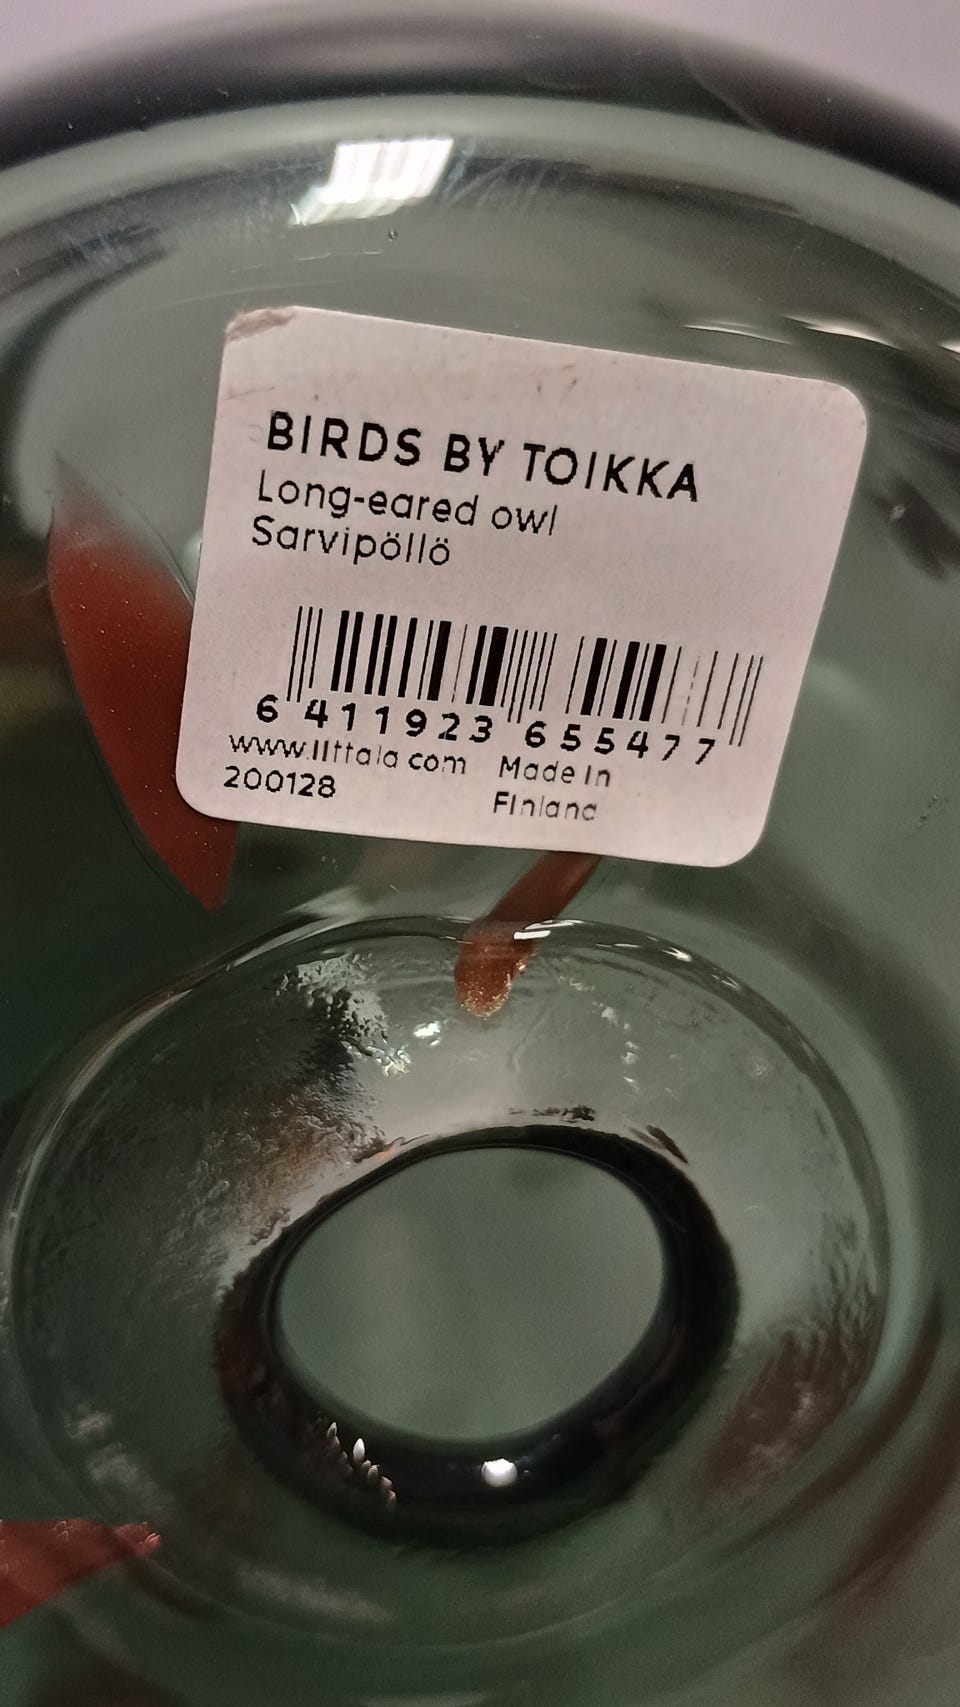 BIRDS BY TOIKKA
Long-eared owl
Sarvipöllö
6 411923 655477
www.iittala.com Made in
200128 Finland